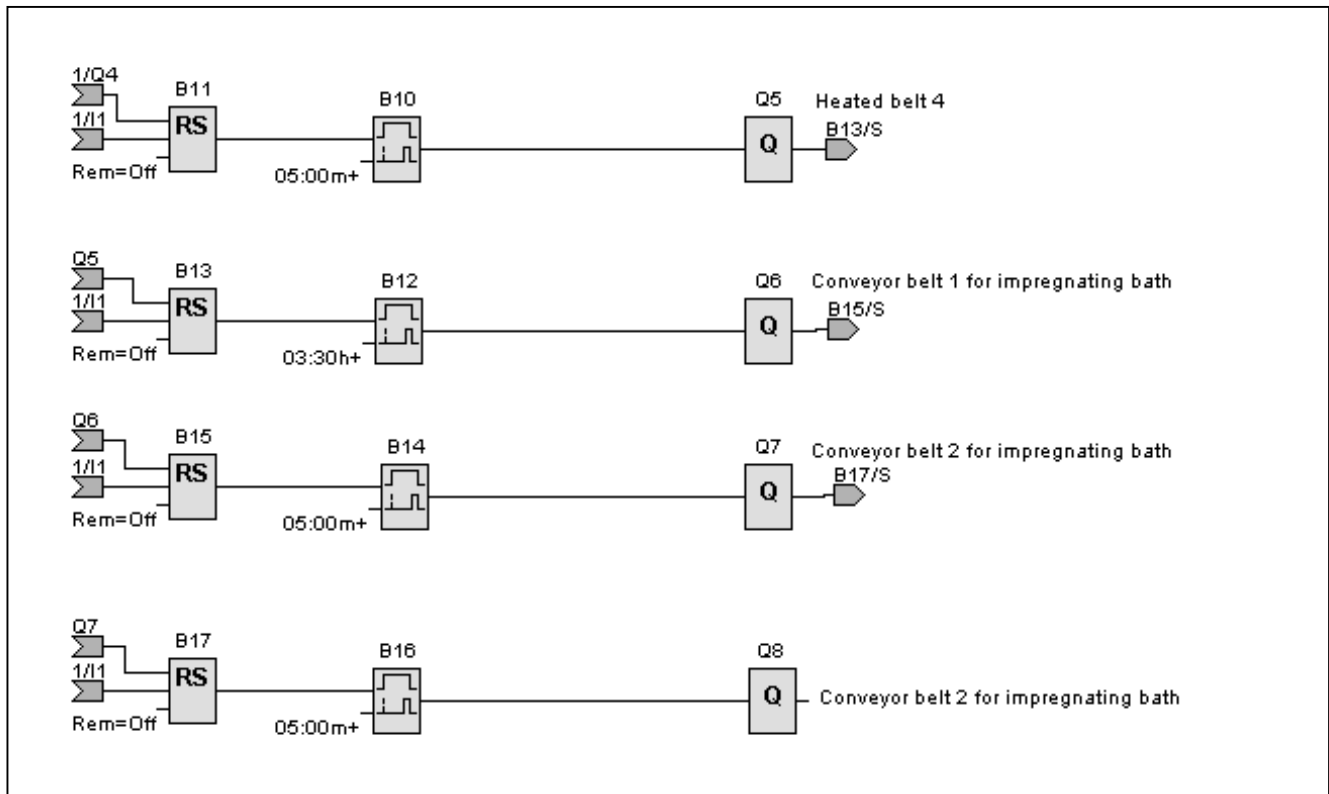 1/Q4
B11
B10
Q5
Heated belt 4
B13/S
RS
Q
1/I1
Rem=Off
05:00m+
Q5
B13
B12
Q6
Conveyor belt 1 for impregnating bath
B15/S
RS
Q
1/I1
Rem=Off
03:30h+
Q6
B15
B14
Q7
Conveyor belt 2 for impregnating bath
B17/S
RS
Q
1/I1
Rem=Off
05:00m+
Q7
B17
B16
Q8
1/I1
RS
Q
Conveyor belt 2 for impregnating bath
Rem=Off
05:00m+